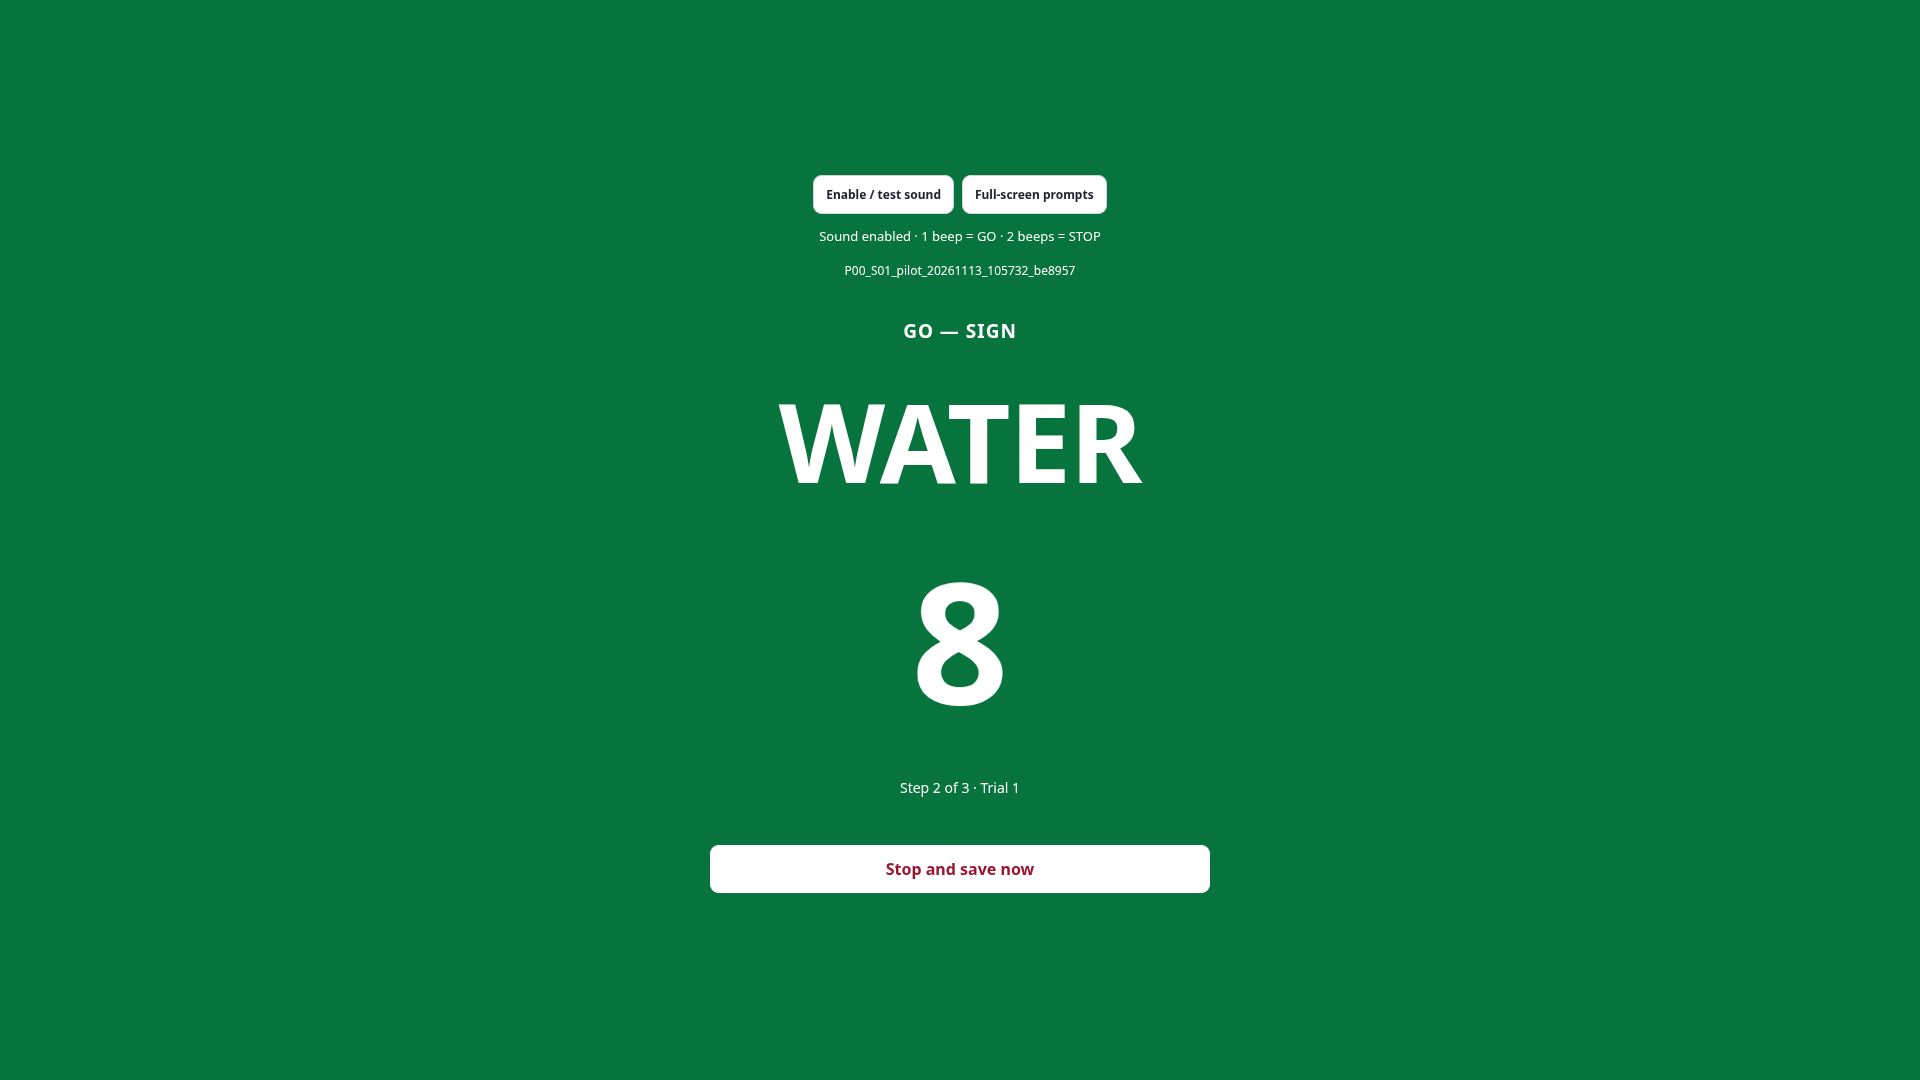 Enable / test sound Full-screen prompts
Sound enabled · 1 beep = GO · 2 beeps = STOP
P00_S01_pilot_20261113_105732_be8957
GO — SIGN
WATER
8
Step 2 of 3 · Trial 1
Stop and save now